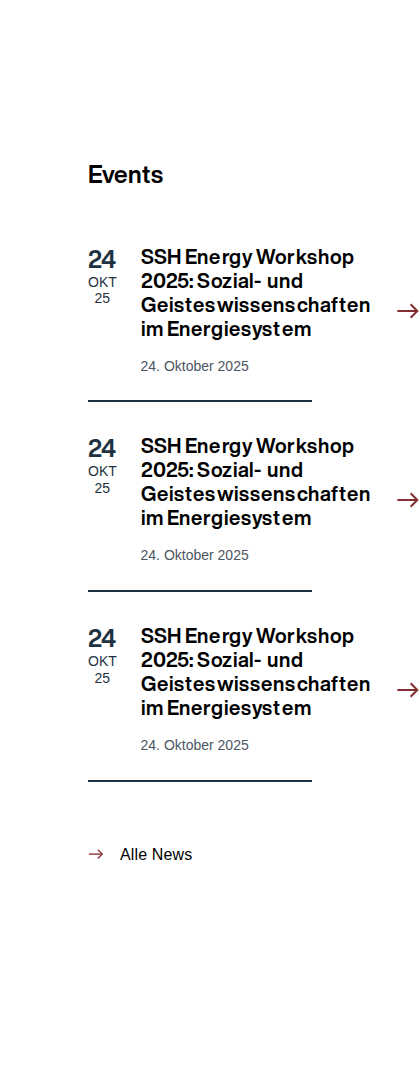 Events
24
OKT
25
SSH Energy Workshop
2025: Sozial- und
Geisteswissenschaften
im Energiesystem
24. Oktober 2025
24
OKT
25
SSH Energy Workshop
2025: Sozial- und
Geisteswissenschaften
im Energiesystem
24. Oktober 2025
24
OKT
25
SSH Energy Workshop
2025: Sozial- und
Geisteswissenschaften
im Energiesystem
24. Oktober 2025
Alle News